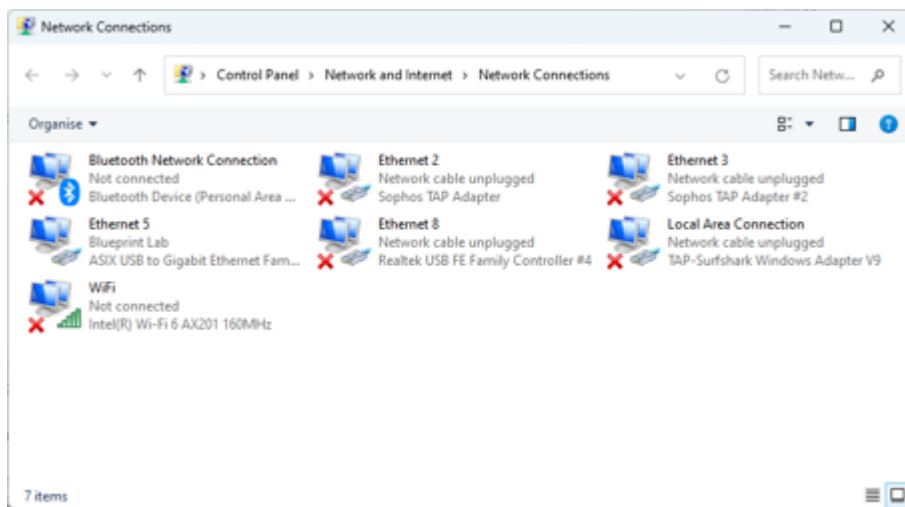 Network Connections
Control Panel > Network and Internet > Network Connections
Search Netw...
Organise
Bluetooth Network Connection
Not connected
Bluetooth Device (Personal Area ...
Ethernet 2
Network cable unplugged
Sophos TAP Adapter
Ethernet 3
Network cable unplugged
Sophos TAP Adapter #2
Ethernet 5
Blueprint Lab
ASIX USB to Gigabit Ethernet Fam...
Ethernet 8
Network cable unplugged
Realtek USB FE Family Controller #4
Local Area Connection
Network cable unplugged
TAP-Surfshark Windows Adapter V9
WiFi
Not connected
Intel(R) Wi-Fi 6 AX201 160MHz
7 items